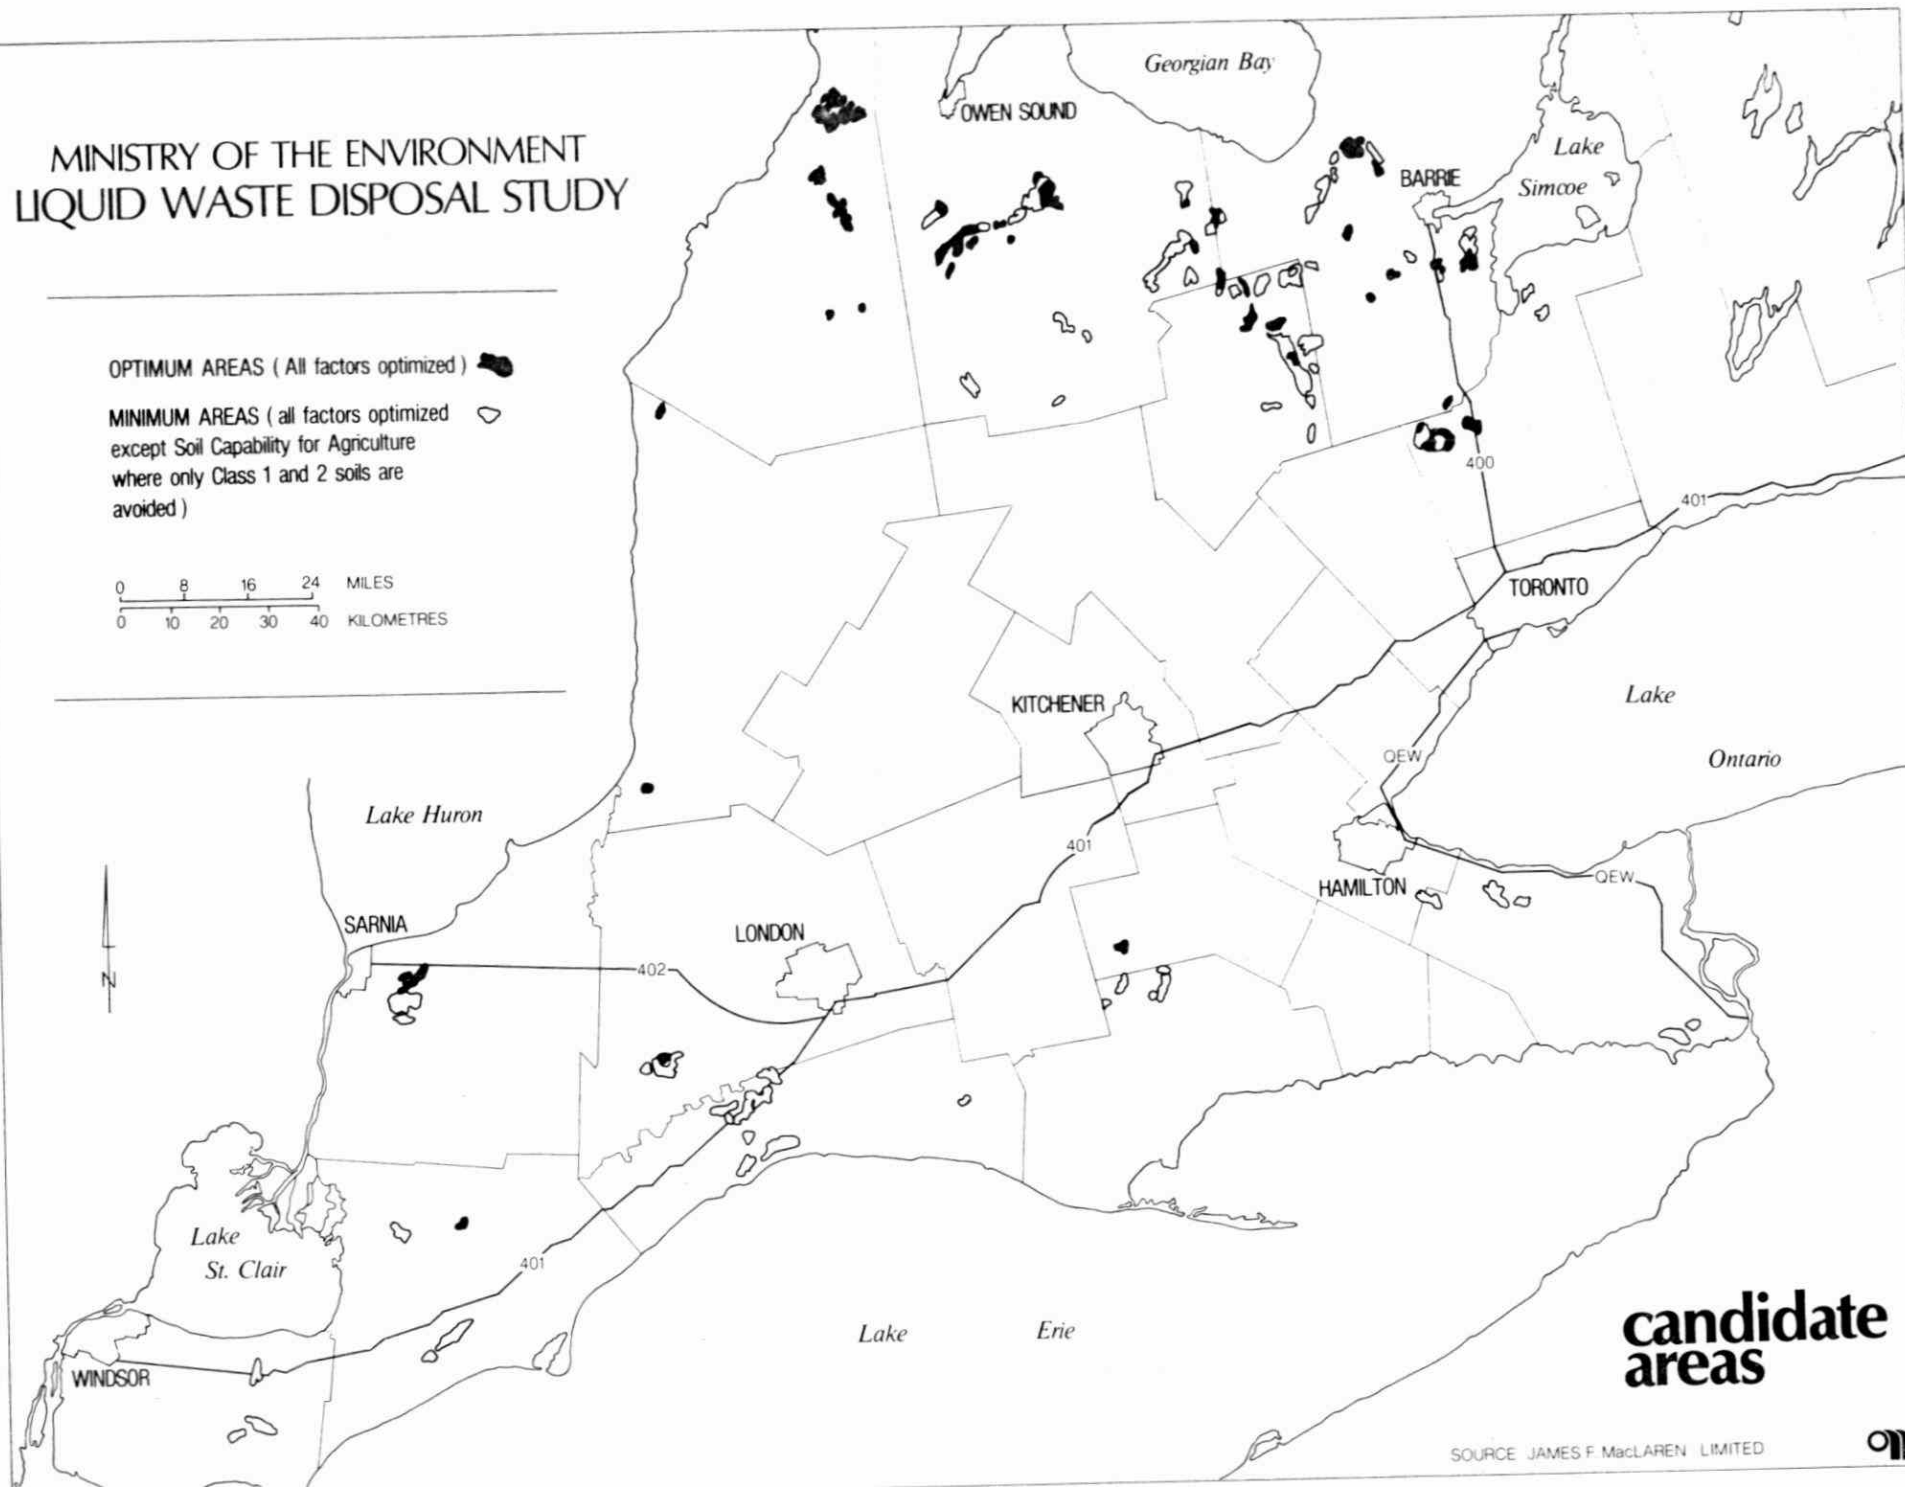 MINISTRY OF THE ENVIRONMENT
LIQUID WASTE DISPOSAL STUDY
OPTIMUM AREAS ( All factors optimized )
MINIMUM AREAS ( all factors optimized
except Soil Capability for Agriculture
where only Class 1 and 2 soils are
avoided )
0 8 16 24 MILES
0 10 20 30 40 KILOMETRES
Georgian Bay
OWEN SOUND
BARRIE
Lake
Simcoe
400
401
TORONTO
KITCHENER
Lake
Ontario
QEW
Lake Huron
401
HAMILTON
QEW
SARNIA
LONDON
402
N
Lake
St. Clair
401
WINDSOR
Lake Erie
candidate
areas
SOURCE JAMES F. MacLAREN LIMITED